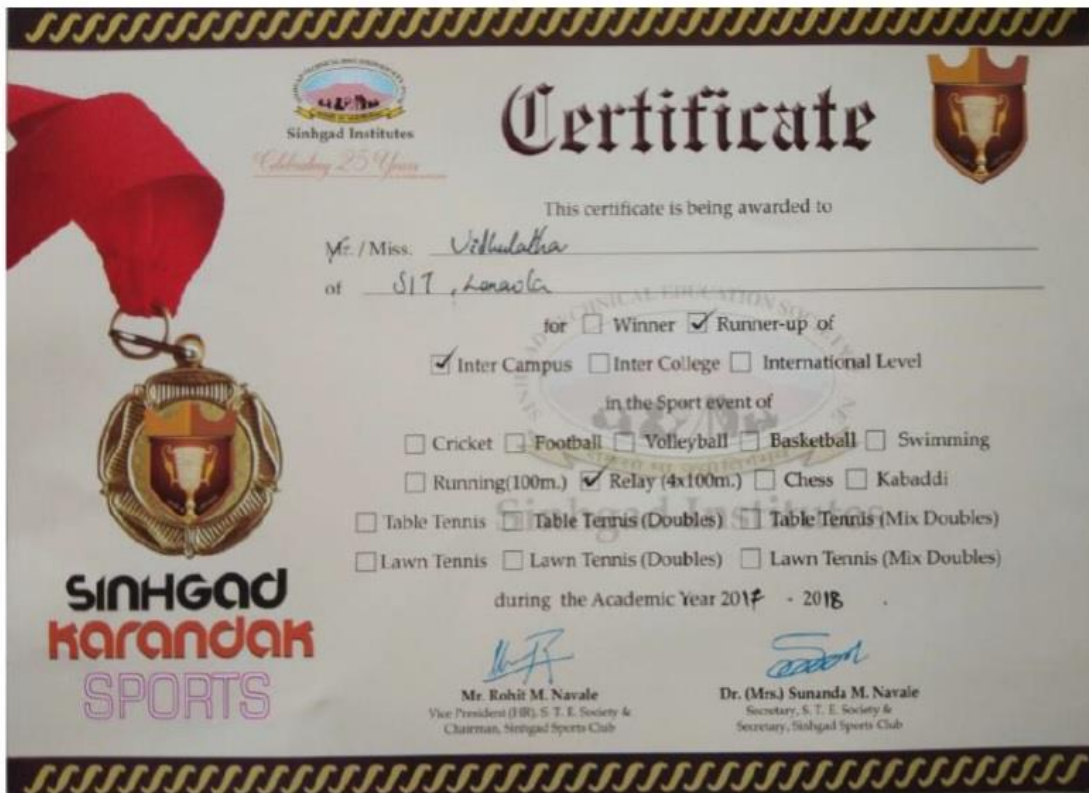 Sinhgad Institutes
Celebrating 25 Years
Certificate
This certificate is being awarded to
Mr. / Miss. Vidhulatha
of SIT, Lonavla
for ☐ Winner ☑ Runner-up of
☑ Inter Campus ☐ Inter College ☐ International Level
in the Sport event of
☐ Cricket ☐ Football ☐ Volleyball ☐ Basketball ☐ Swimming
☐ Running(100m.) ☑ Relay (4x100m.) ☐ Chess ☐ Kabaddi
☐ Table Tennis ☐ Table Tennis (Doubles) ☐ Table Tennis (Mix Doubles)
☐ Lawn Tennis ☐ Lawn Tennis (Doubles) ☐ Lawn Tennis (Mix Doubles)
Sinhgad Institutes
during the Academic Year 2017 - 2018 .
SINHGAD
KARANDAK
SPORTS
Mr. Rohit M. Navale
Vice President (HR), S. T. E. Society &
Chairman, Sinhgad Sports Club
Dr. (Mrs.) Sunanda M. Navale
Secretary, S. T. E. Society &
Secretary, Sinhgad Sports Club